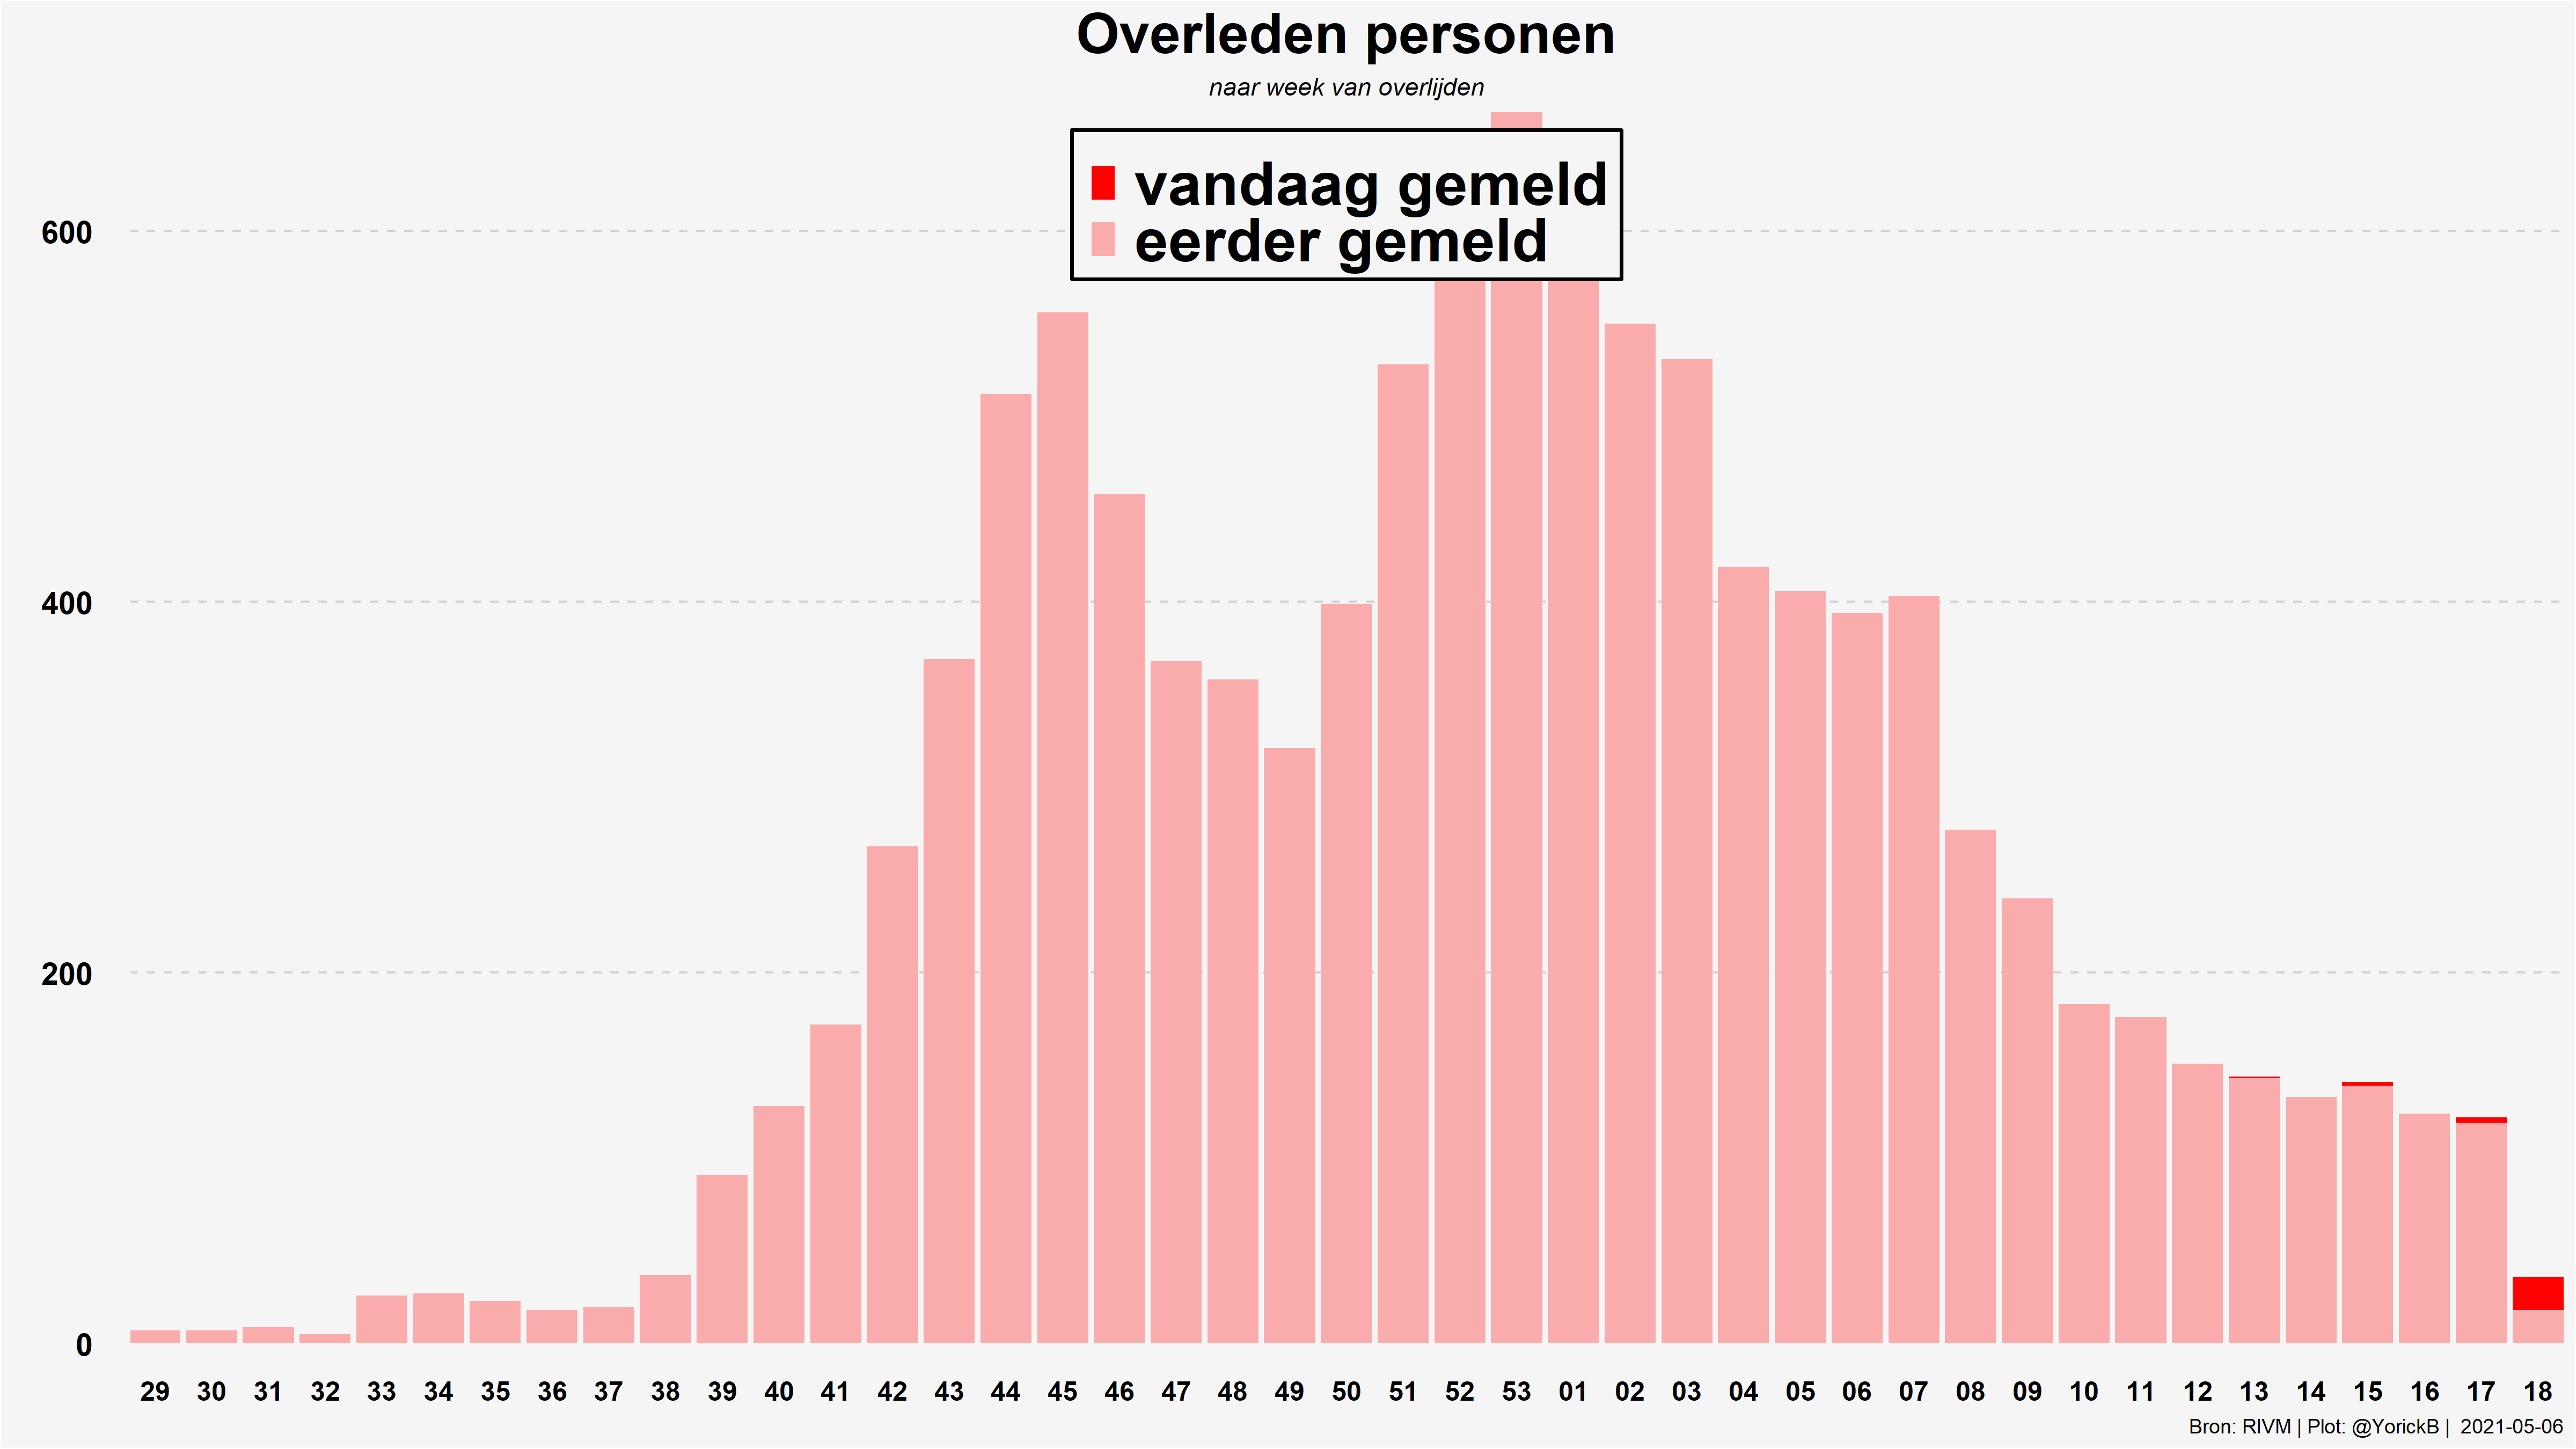 Overleden personen
naar week van overlijden
vandaag gemeld
eerder gemeld
600
400
200
0
29 30 31 32 33 34 35 36 37 38 39 40 41 42 43 44 45 46 47 48 49 50 51 52 53 01 02 03 04 05 06 07 08 09 10 11 12 13 14 15 16 17 18
Bron: RIVM | Plot: @YorickB | 2021-05-06